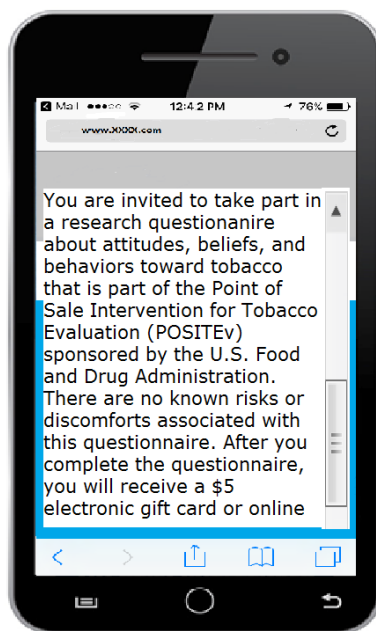 Mail 12:42 PM 76%
www.XXXX.com
You are invited to take part in
a research questionanire
about attitudes, beliefs, and
behaviors toward tobacco
that is part of the Point of
Sale Intervention for Tobacco
Evaluation (POSITEv)
sponsored by the U.S. Food
and Drug Administration.
There are no known risks or
discomforts associated with
this questionnaire. After you
complete the questionnaire,
you will receive a $5
electronic gift card or online